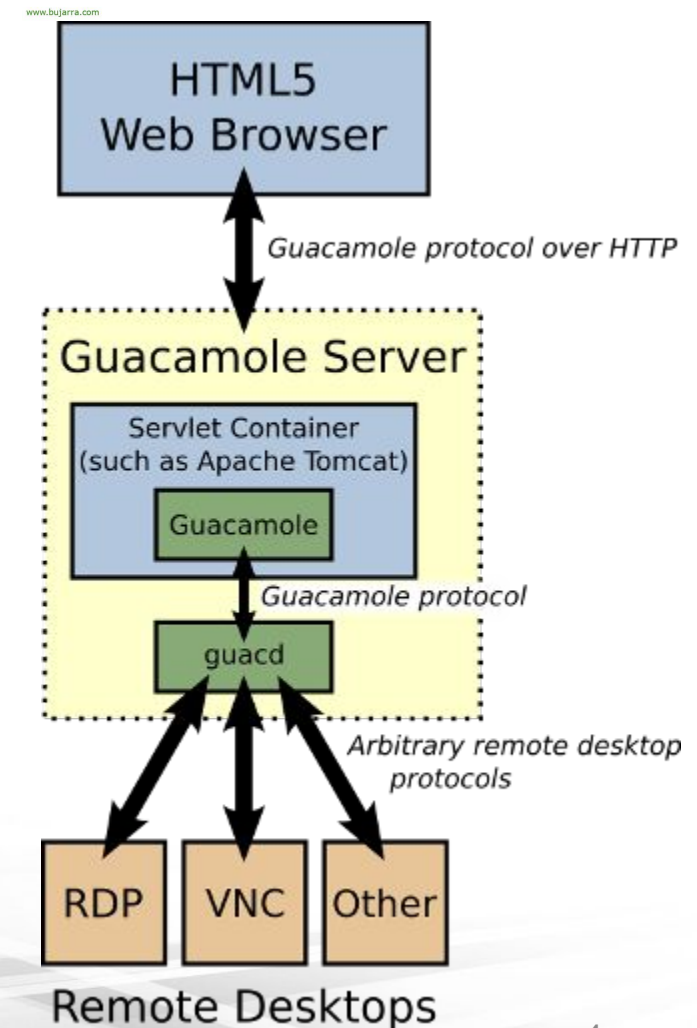 www.bujarra.com
HTML5
Web Browser
Guacamole protocol over HTTP
Guacamole Server
Servlet Container
(such as Apache Tomcat)
Guacamole
Guacamole protocol
guacd
Arbitrary remote desktop
protocols
RDP
VNC
Other
Remote Desktops